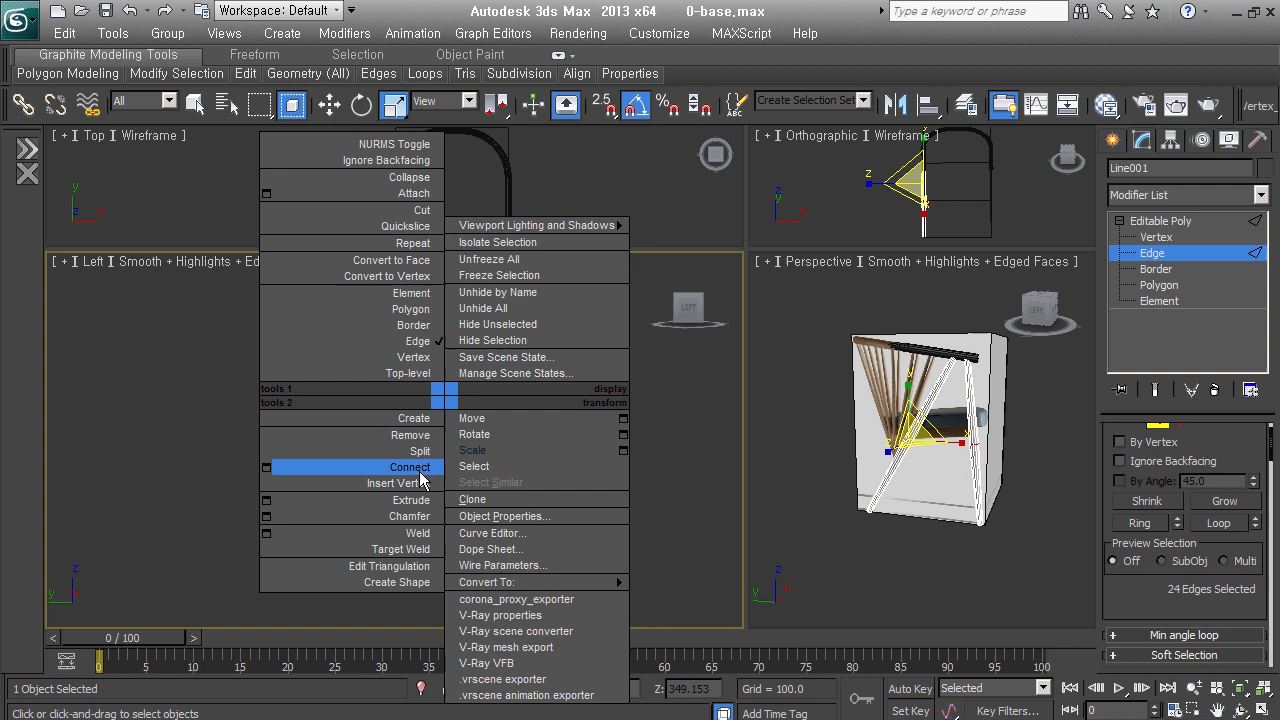 Workspace: Default
Autodesk 3ds Max 2013 x64 0-base.max
Type a keyword or phrase
Edit Tools Group Views Create Modifiers Animation Graph Editors Rendering Customize MAXScript Help
Graphite Modeling Tools Freeform Selection Object Paint
Polygon Modeling Modify Selection Edit Geometry (All) Edges Loops Tris Subdivision Align Properties
All View 2.5 Create Selection Set
[ + ] Top | Wireframe ]
[ + ] Orthographic | Wirefram
[ + ] Left | Smooth + Highlights + Ed
[ + ] Perspective | Smooth + Highlights + Edged Faces ]
LEFT
LEFT
NURMS Toggle
Ignore Backfacing
Collapse
Attach
Cut
Quickslice
Repeat
Convert to Face
Convert to Vertex
Element
Polygon
Border
Edge
Vertex
Top-level
tools 1
tools 2
Create
Remove
Split
Connect
Extrude
Chamfer
Weld
Target Weld
Edit Triangulation
Create Shape
Viewport Lighting and Shadows
Isolate Selection
Unfreeze All
Freeze Selection
Unhide by Name
Unhide All
Hide Unselected
Hide Selection
Save Scene State...
Manage Scene States...
display
transform
Move
Rotate
Scale
Select
Select Similar
Clone
Object Properties...
Curve Editor...
Dope Sheet...
Wire Parameters...
Convert To:
corona_proxy_exporter
V-Ray properties
V-Ray scene converter
V-Ray mesh export
V-Ray VFB
.vrscene exporter
.vrscene animation exporter
Line001
Modifier List
Editable Poly
Vertex
Edge
Border
Polygon
Element
By Vertex
Ignore Backfacing
By Angle: 45.0
Shrink Grow
Ring Loop
Preview Selection
Off SubObj Multi
24 Edges Selected
Min angle loop
Soft Selection
< 0 / 100 >
0 5 10 15 20 25 30 35 60 65 70 75 80 85 90 95 100
1 Object Selected
Z: 349.153
Grid = 100.0
Auto Key
Selected
Click or click-and-drag to select objects
Add Time Tag
Set Key
Key Filters...
0